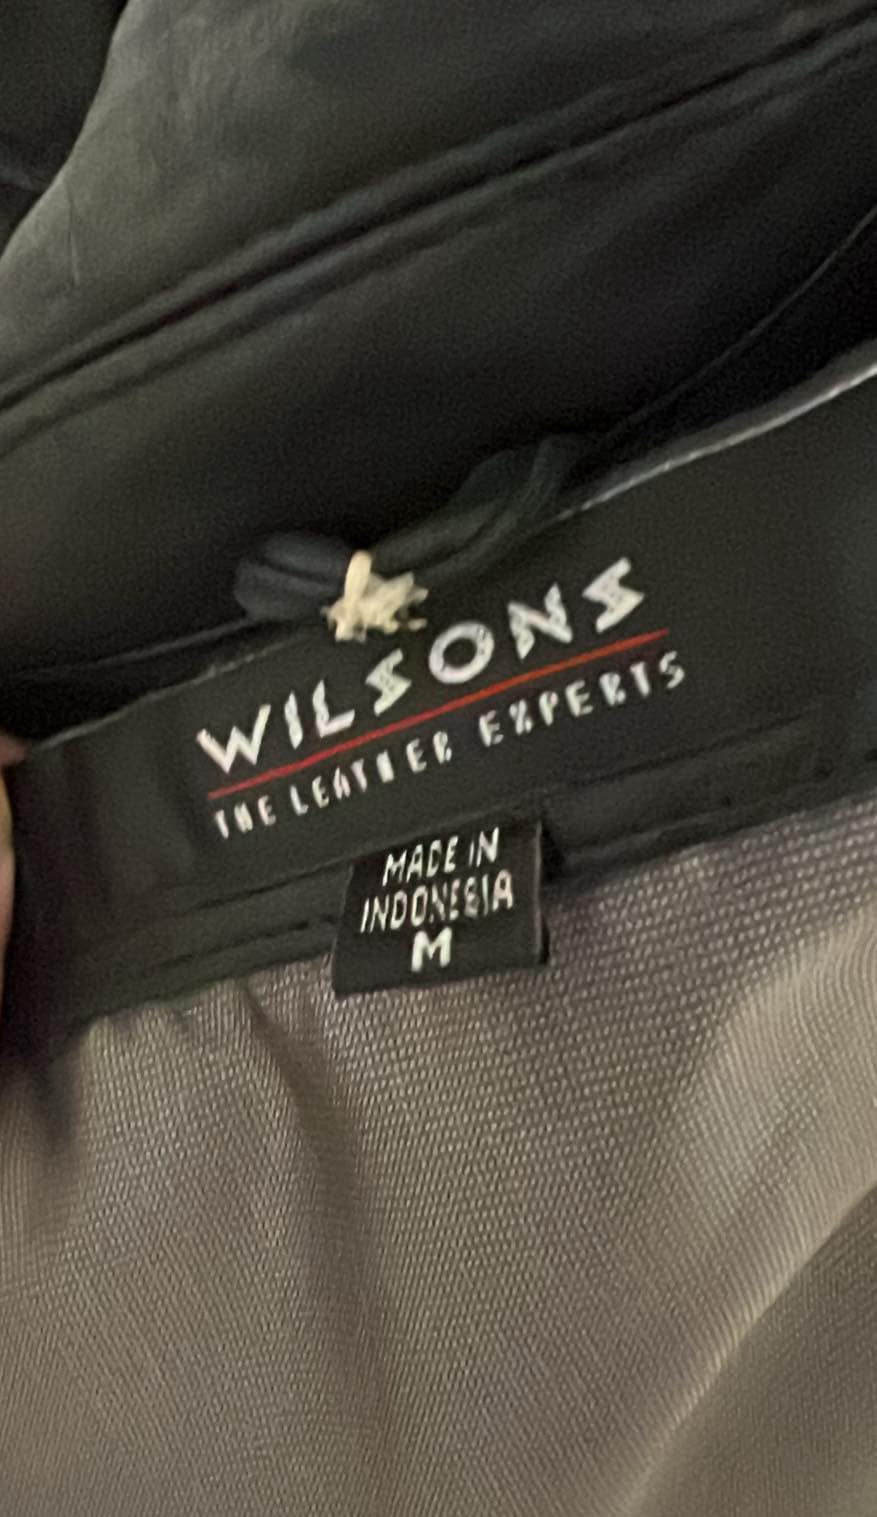 WILSONS
THE LEATHER EXPERTS
MADE IN
INDONESIA
M